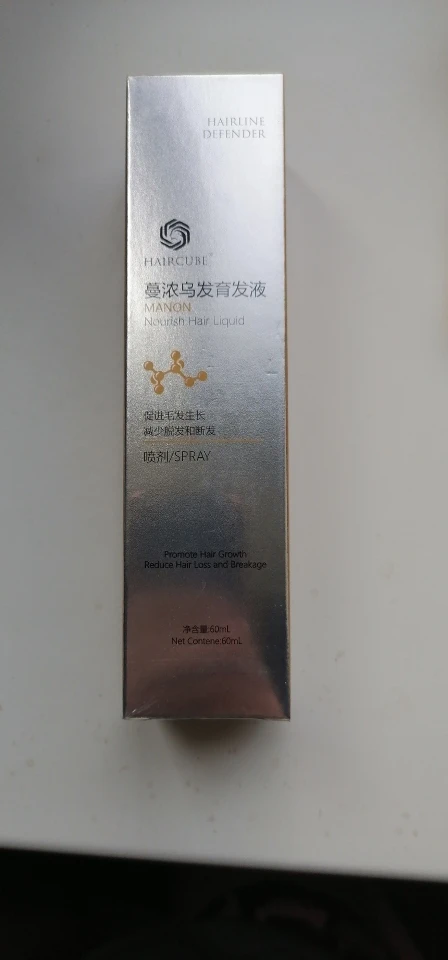 HAIRLINE
DEFENDER
HAIRCUBE®
蔓浓乌发育发液
MANON
Nourish Hair Liquid
促进毛发生长
减少脱发和断发
喷剂/SPRAY
Promote Hair Growth
Reduce Hair Loss and Breakage
净含量:60mL
Net Contene:60mL